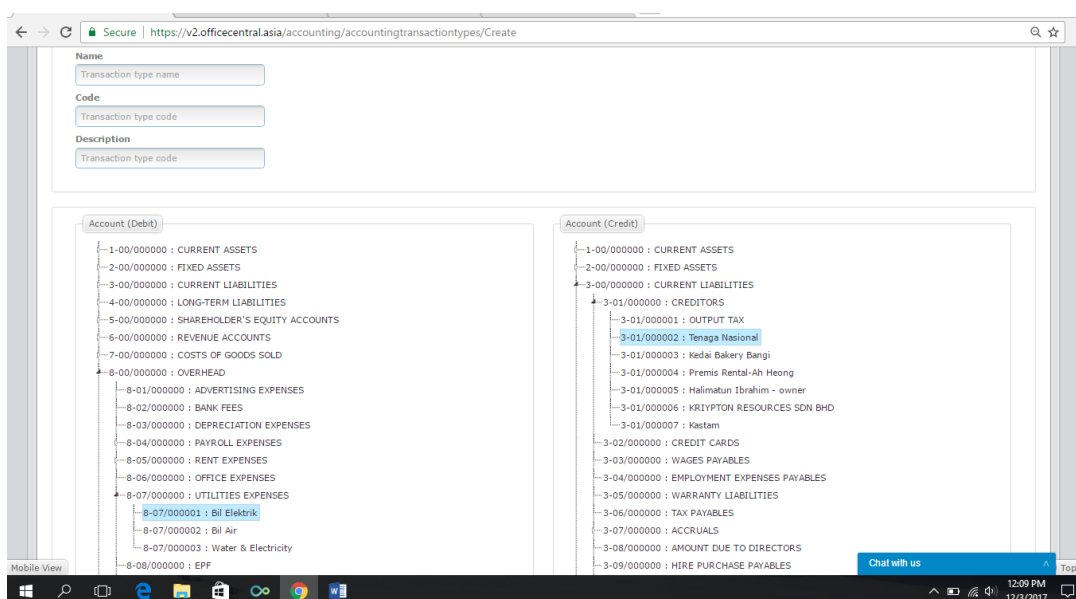 Secure | https://v2.officecentral.asia/accounting/accountingtransactiontypes/Create
Name
Transaction type name
Code
Transaction type code
Description
Transaction type code
Account (Debit)
1-00/000000 : CURRENT ASSETS
2-00/000000 : FIXED ASSETS
3-00/000000 : CURRENT LIABILITIES
4-00/000000 : LONG-TERM LIABILITIES
5-00/000000 : SHAREHOLDER'S EQUITY ACCOUNTS
6-00/000000 : REVENUE ACCOUNTS
7-00/000000 : COSTS OF GOODS SOLD
8-00/000000 : OVERHEAD
8-01/000000 : ADVERTISING EXPENSES
8-02/000000 : BANK FEES
8-03/000000 : DEPRECIATION EXPENSES
8-04/000000 : PAYROLL EXPENSES
8-05/000000 : RENT EXPENSES
8-06/000000 : OFFICE EXPENSES
8-07/000000 : UTILITIES EXPENSES
8-07/000001 : Bil Elektrik
8-07/000002 : Bil Air
8-07/000003 : Water & Electricity
8-08/000000 : EPF
Account (Credit)
1-00/000000 : CURRENT ASSETS
2-00/000000 : FIXED ASSETS
3-00/000000 : CURRENT LIABILITIES
3-01/000000 : CREDITORS
3-01/000001 : OUTPUT TAX
3-01/000002 : Tenaga Nasional
3-01/000003 : Kedai Bakery Bangi
3-01/000004 : Premis Rental-Ah Heong
3-01/000005 : Halimatun Ibrahim - owner
3-01/000006 : KRIYPTON RESOURCES SDN BHD
3-01/000007 : Kastam
3-02/000000 : CREDIT CARDS
3-03/000000 : WAGES PAYABLES
3-04/000000 : EMPLOYMENT EXPENSES PAYABLES
3-05/000000 : WARRANTY LIABILITIES
3-06/000000 : TAX PAYABLES
3-07/000000 : ACCRUALS
3-08/000000 : AMOUNT DUE TO DIRECTORS
3-09/000000 : HIRE PURCHASE PAYABLES
Mobile View
Chat with us
Top
12:09 PM
12/3/2017